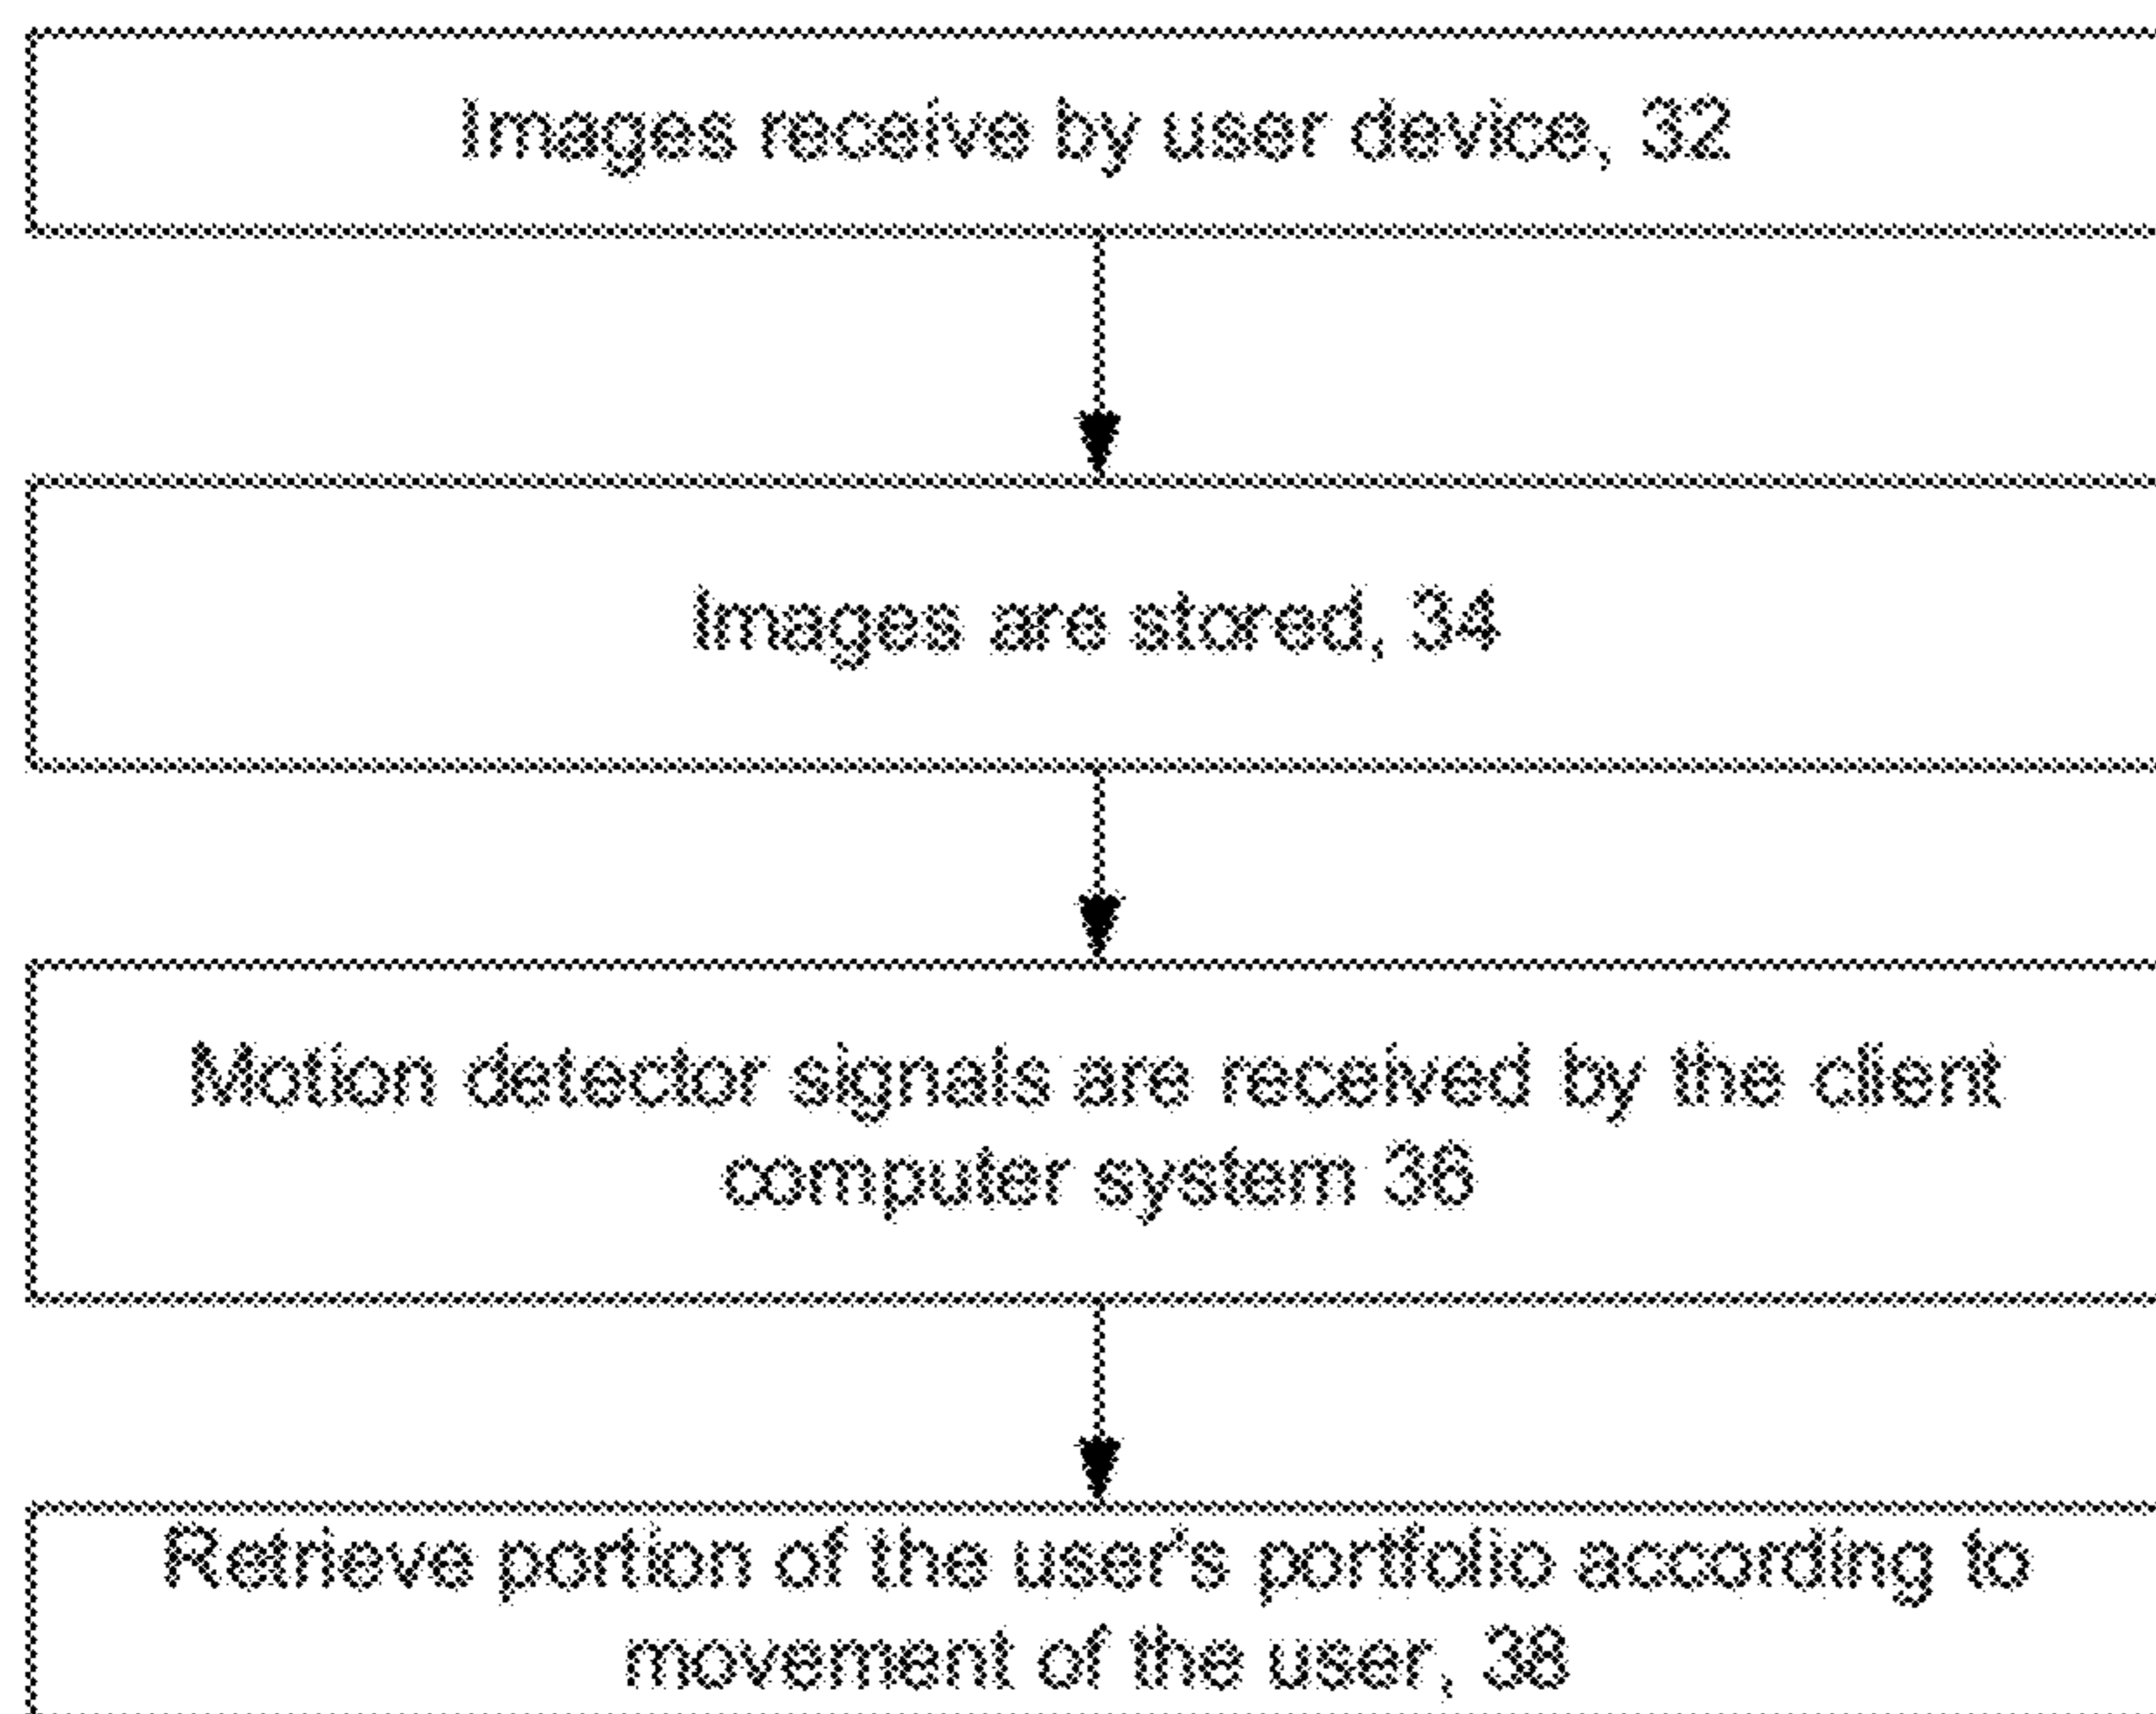 Images receive by user device, 32
Images are stored, 34
Motion detector signals are received by the client
computer system 36
Retrieve portion of the user's portfolio according to
movement of the user, 38